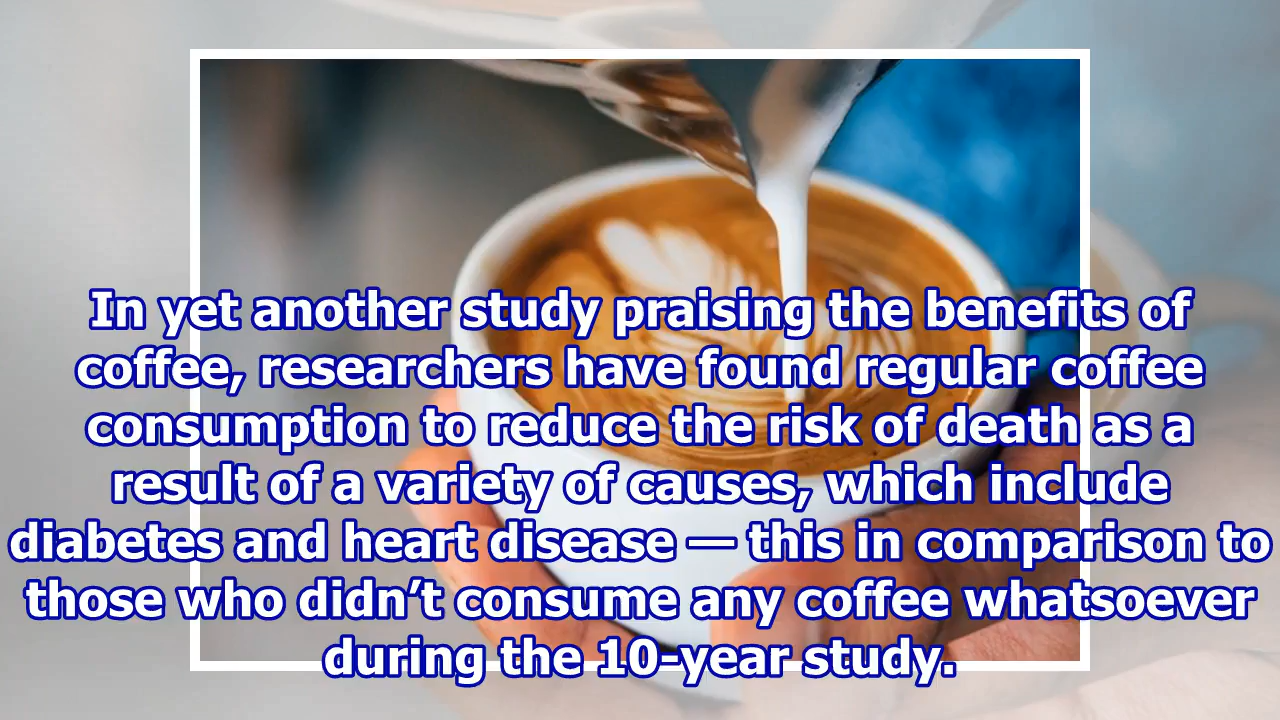 In yet another study praising the benefits of
coffee, researchers have found regular coffee
consumption to reduce the risk of death as a
result of a variety of causes, which include
diabetes and heart disease — this in comparison to
those who didn’t consume any coffee whatsoever
during the 10-year study.